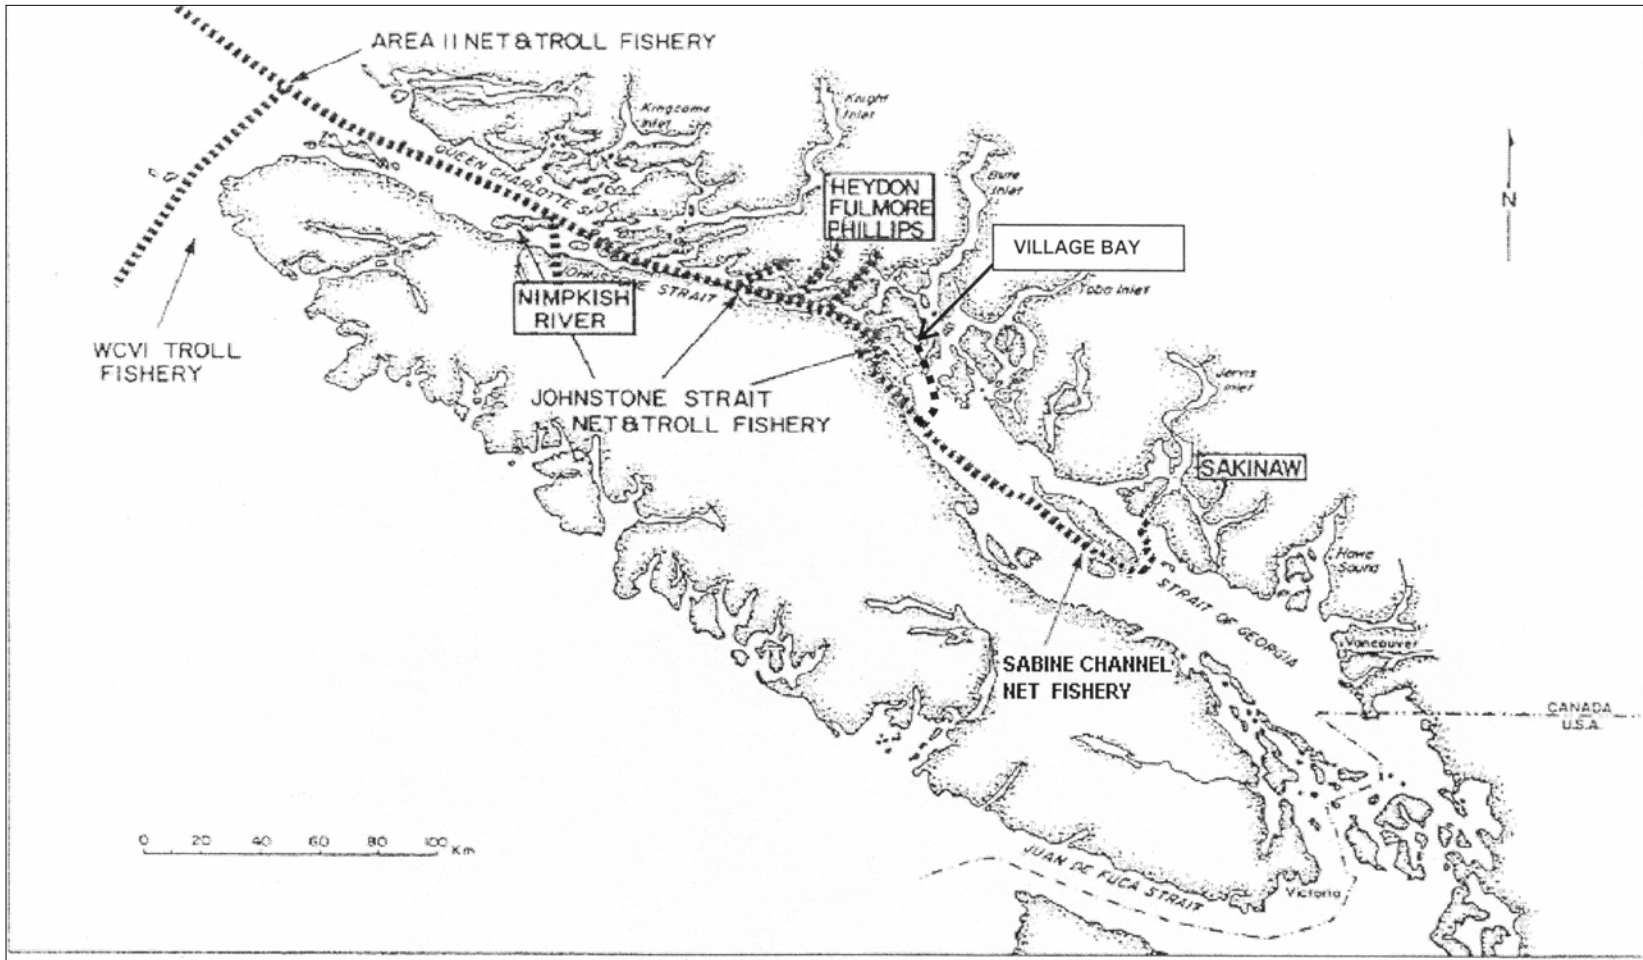 AREA 11 NET & TROLL FISHERY
Kingcome
Inlet
Knight
Inlet
QUEEN CHARLOTTE ST
Bute
Inlet
HEYDON
FULMORE
PHILLIPS
N
VILLAGE BAY
Toba Inlet
JOHNSTONE STRAIT
NIMPKISH
RIVER
WCVI TROLL
FISHERY
JOHNSTONE STRAIT
NET & TROLL FISHERY
Jervis
Inlet
SAKINAW
Howe
Sound
STRAIT OF GEORGIA
Vancouver
SABINE CHANNEL
NET FISHERY
CANADA
U.S.A.
0 20 40 60 80 100 Km
JUAN DE FUCA STRAIT
Victoria